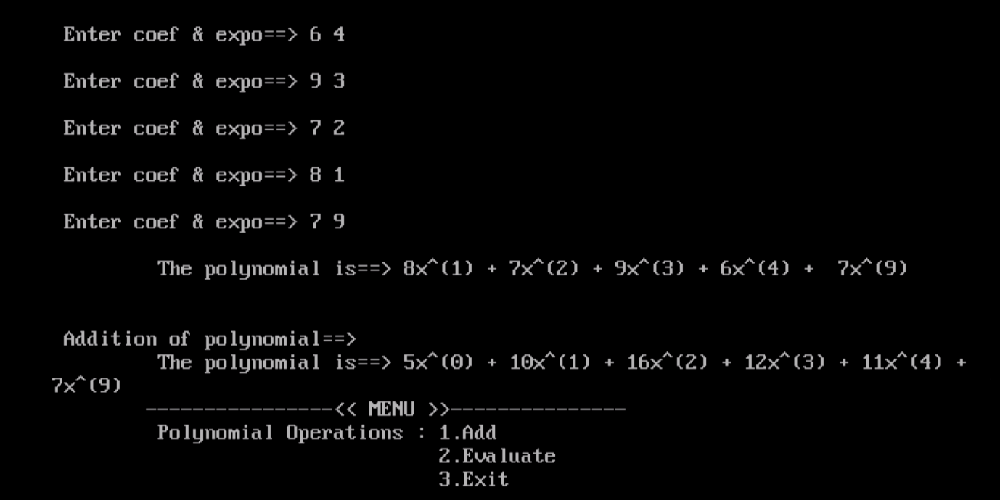 Enter coef & expo==> 6 4
Enter coef & expo==> 9 3
Enter coef & expo==> 7 2
Enter coef & expo==> 8 1
Enter coef & expo==> 7 9
The polynomial is==> 8x^(1) + 7x^(2) + 9x^(3) + 6x^(4) +  7x^(9)
Addition of polynomial==>
The polynomial is==> 5x^(0) + 10x^(1) + 16x^(2) + 12x^(3) + 11x^(4) +
7x^(9)
----------------<< MENU >>---------------
Polynomial Operations : 1.Add
2.Evaluate
3.Exit